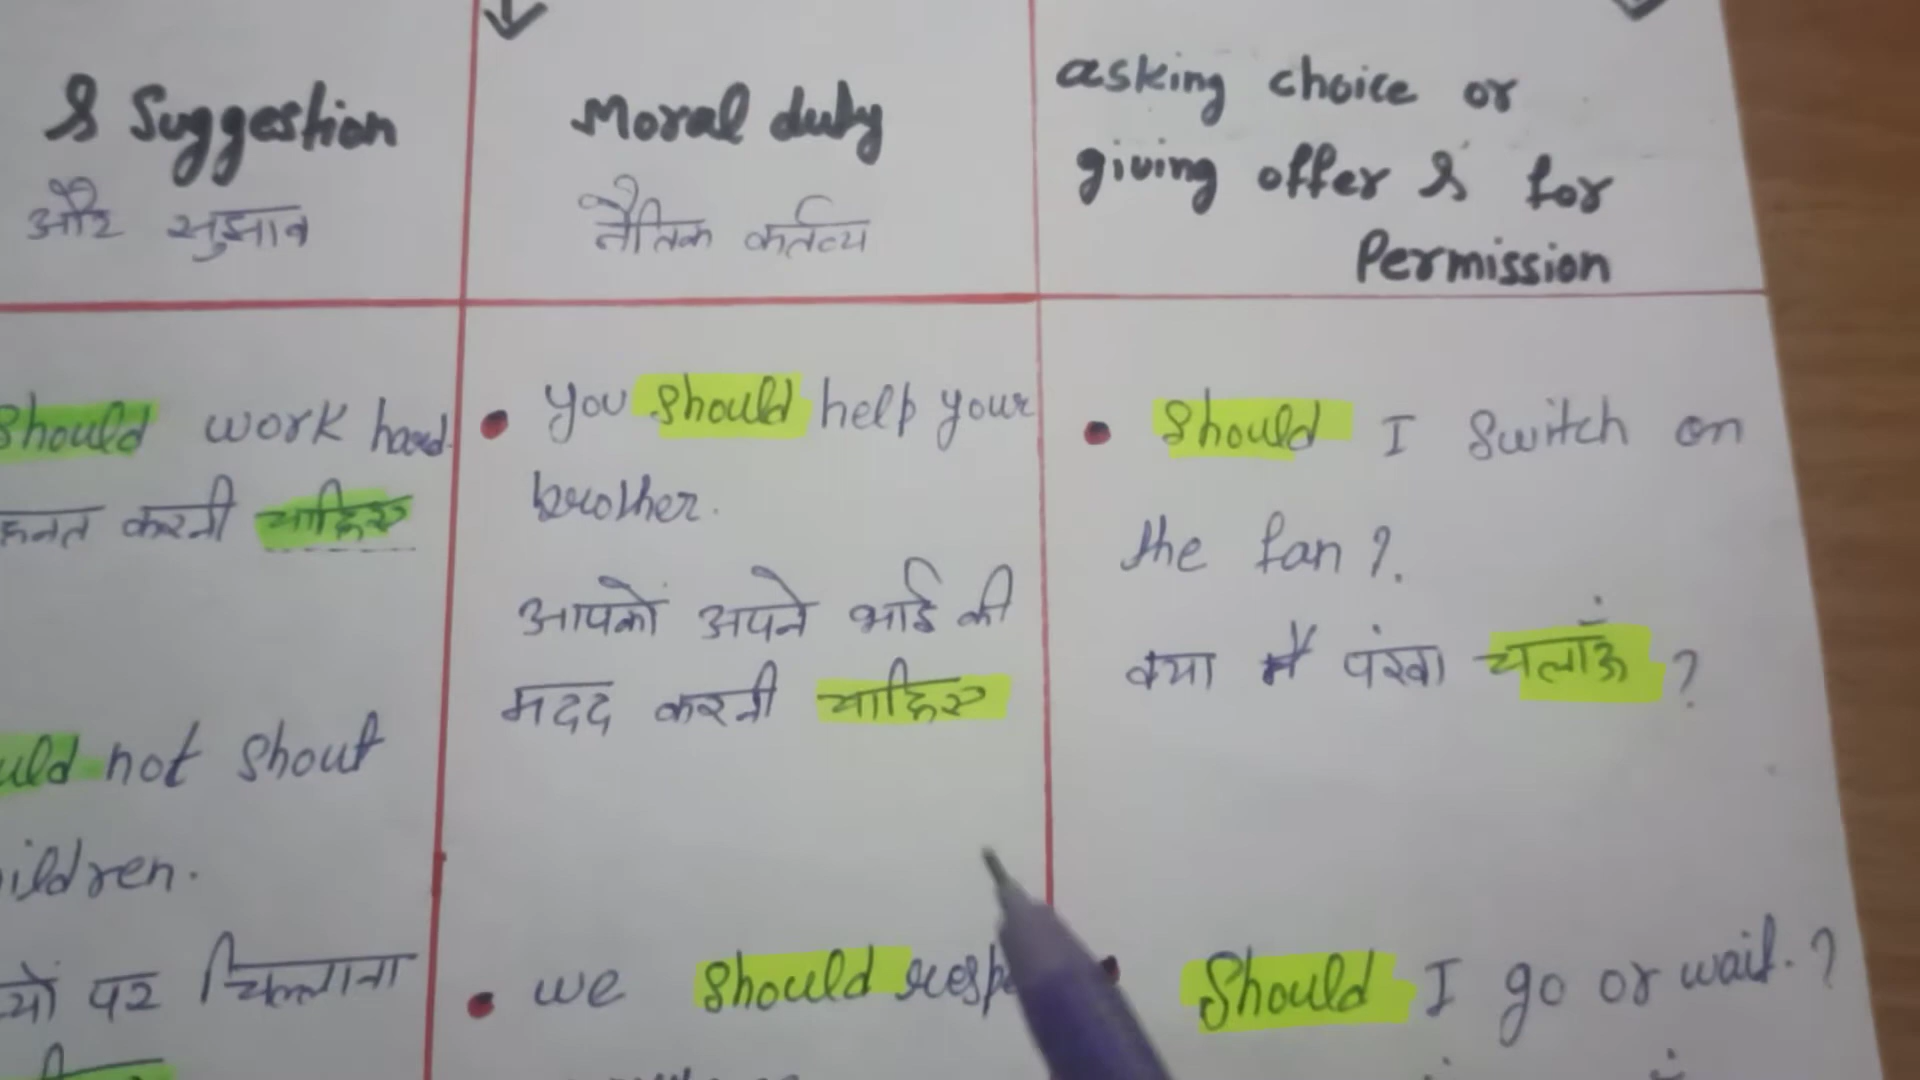 & Suggestion
और सुझाव
Should work hard.
करनी चाहिए
not shout
यों पर चिल्लाना
Moral duty
नैतिक कर्तव्य
• You should help your
brother.
आपकों अपने भाई की
मदद करनी चाहिए
• we should
asking choice or
giving offer & for
Permission
• Should I Switch on
the fan ?.
क्या मैं पंखा चलाऊँ ?
Should I go or wait. ?